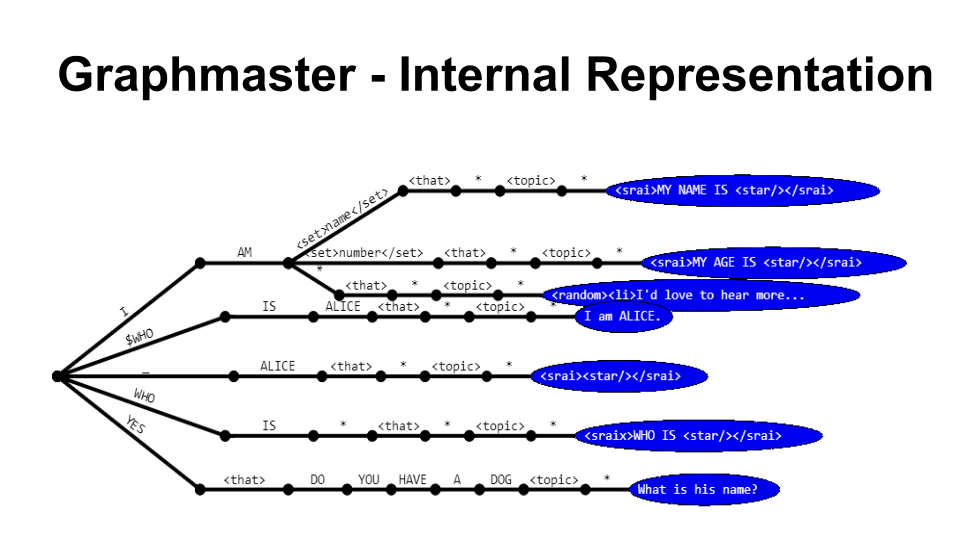 Graphmaster - Internal Representation
<that> * <topic> * <srai>MY NAME IS <star/></srai>
<set>name</set>
AM <set>number</set> <that> * <topic> * <srai>MY AGE IS <star/></srai>
* <that> * <topic> * <random><li>I'd love to hear more...
I
$WHO IS ALICE <that> * <topic> * I am ALICE.
_ ALICE <that> * <topic> * <srai><star/></srai>
WHO IS * <that> * <topic> * <sraix>WHO IS <star/></srai>
YES <that> DO YOU HAVE A DOG <topic> * What is his name?